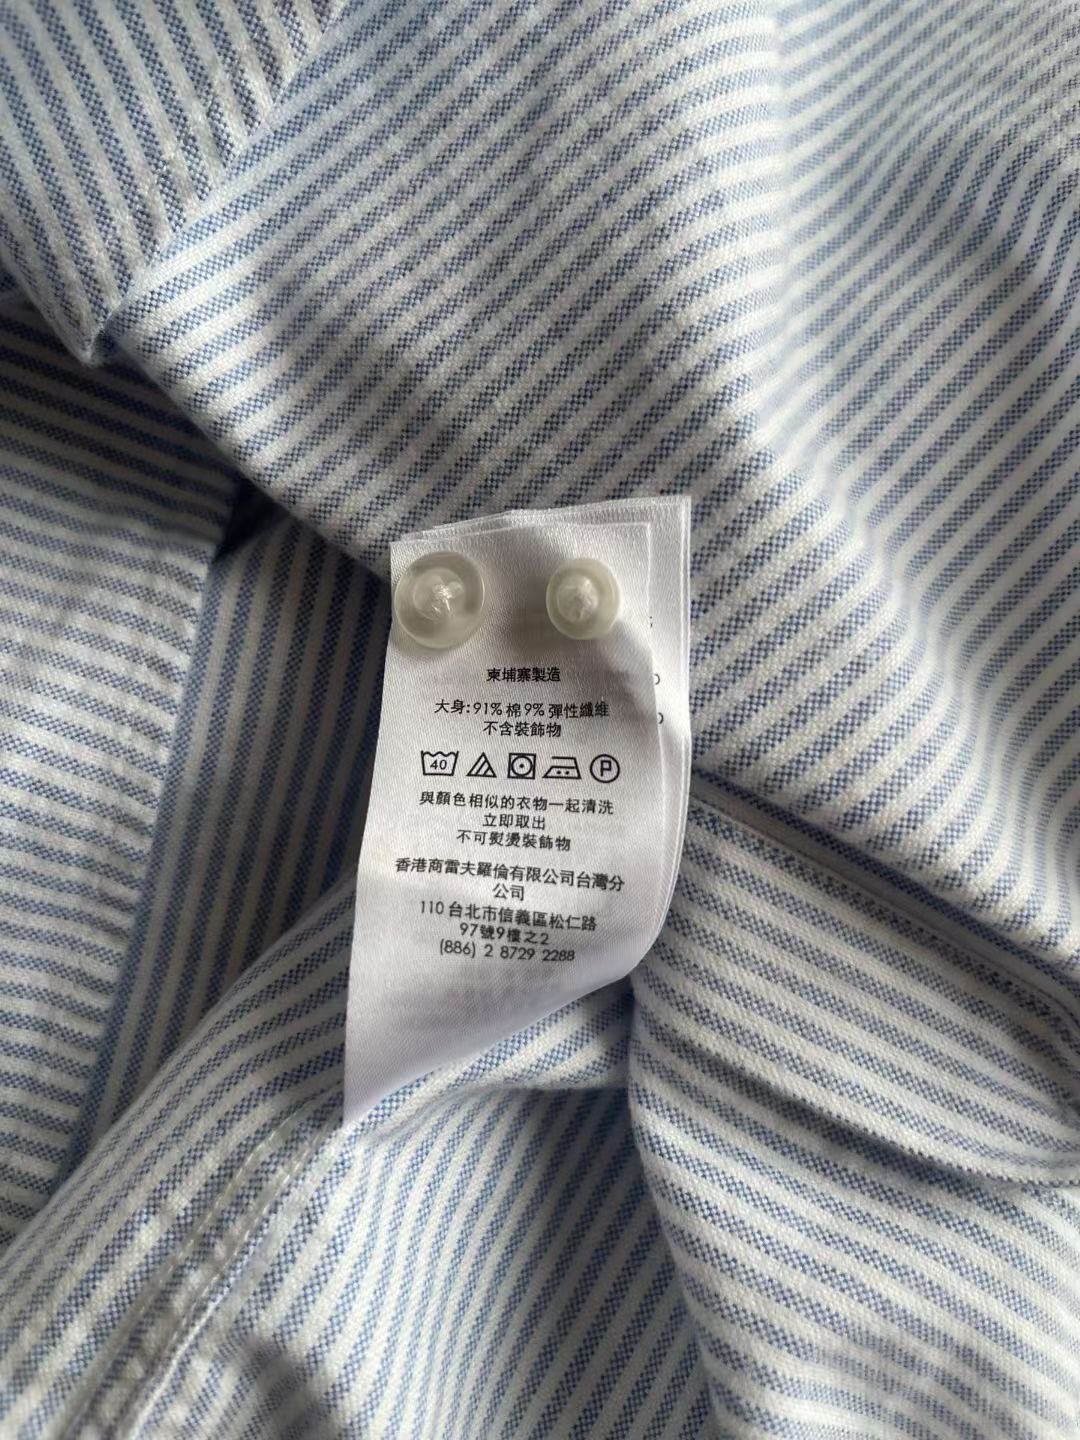 柬埔寨製造
大身:91% 棉 9% 彈性纖維
不含裝飾物
40 P
與顏色相似的衣物一起清洗
立即取出
不可熨燙裝飾物
香港商雷夫羅倫有限公司台灣分
公司
110 台北市信義區松仁路
97號9樓之2
(886) 2 8729 2288